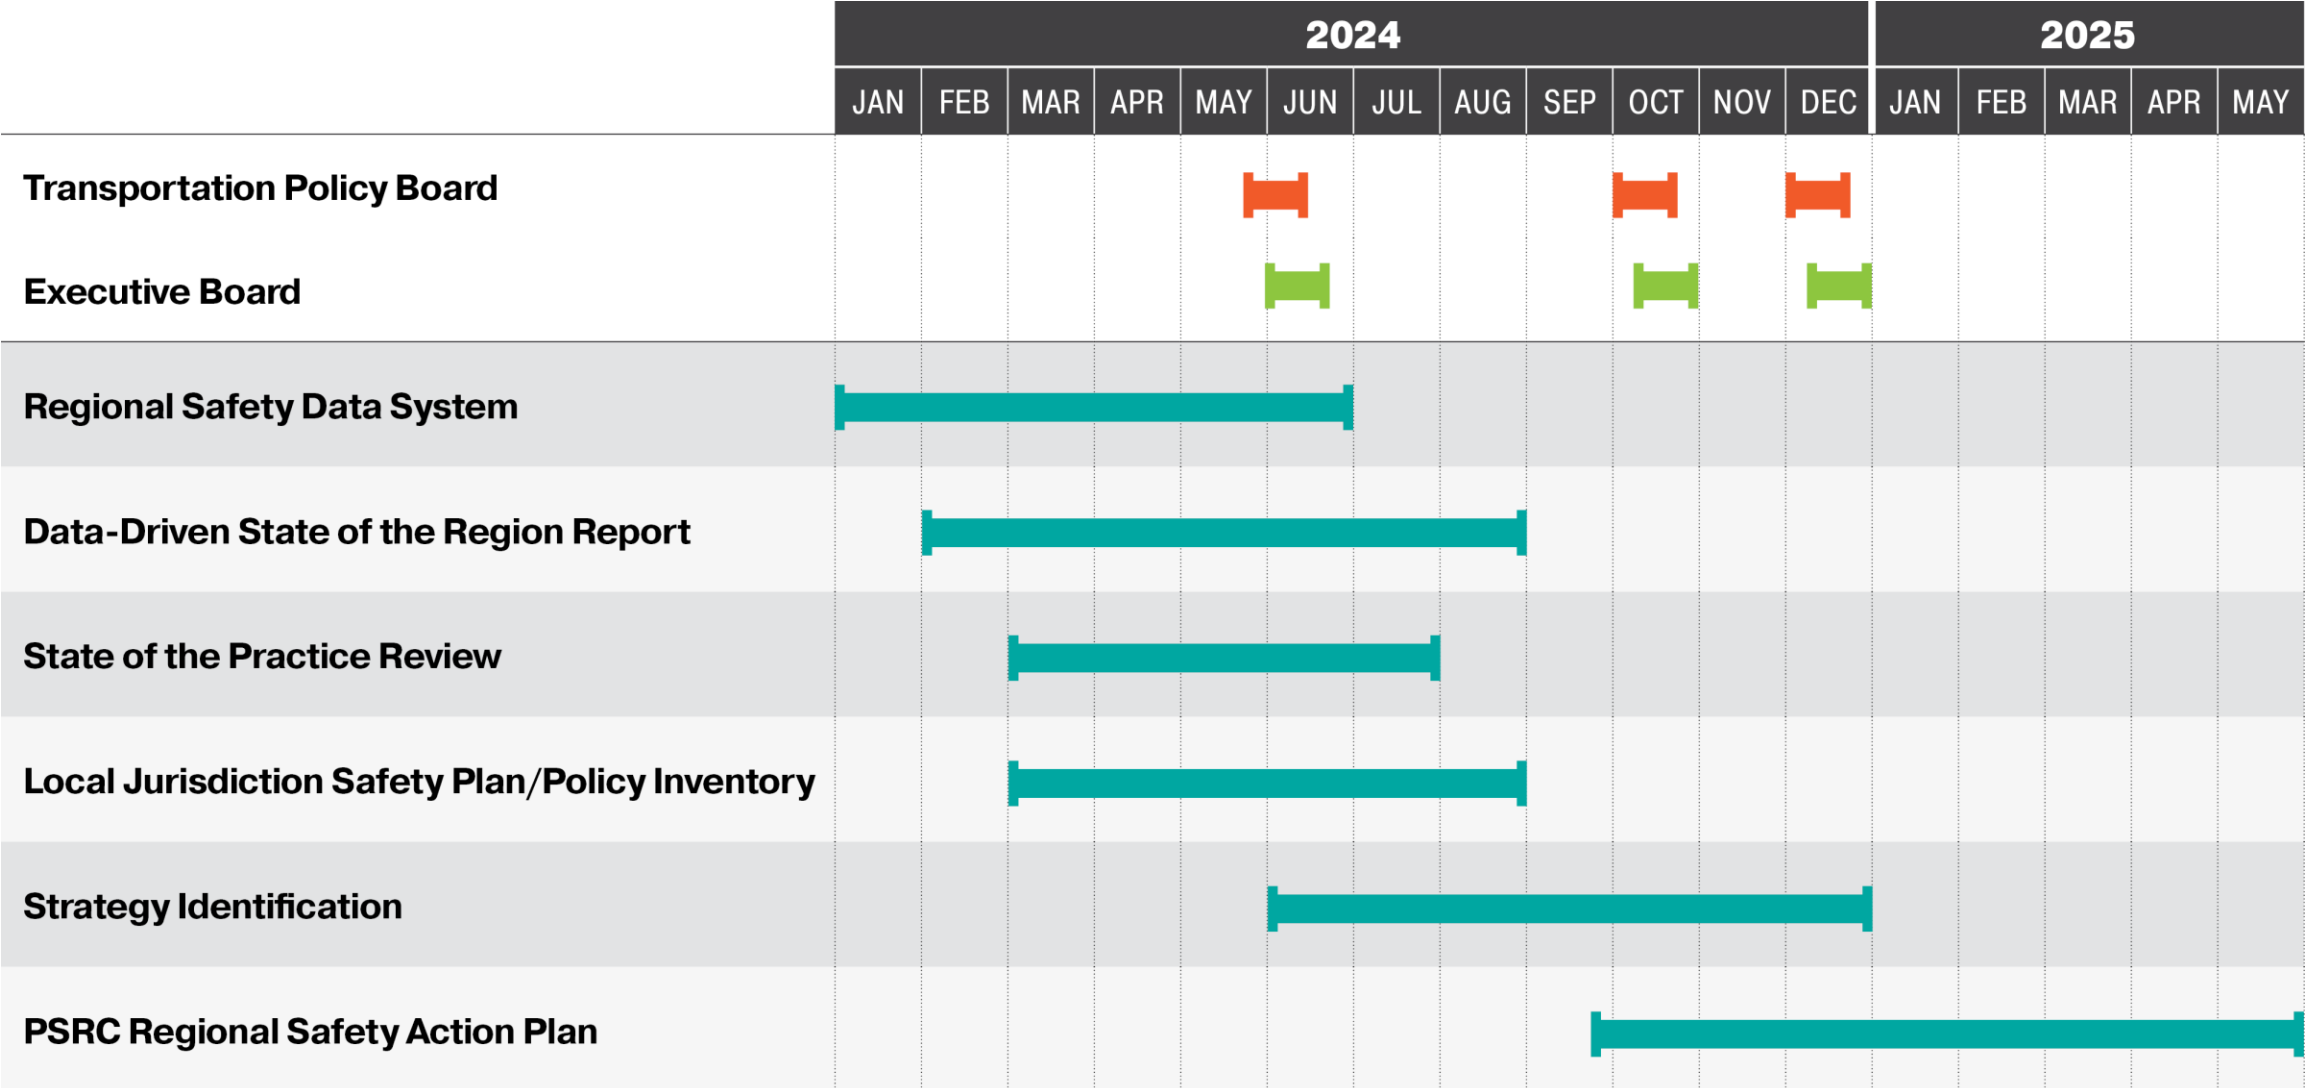 2024 2025
JAN FEB MAR APR MAY JUN JUL AUG SEP OCT NOV DEC JAN FEB MAR APR MAY
Transportation Policy Board
Executive Board
Regional Safety Data System
Data-Driven State of the Region Report
State of the Practice Review
Local Jurisdiction Safety Plan/Policy Inventory
Strategy Identification
PSRC Regional Safety Action Plan